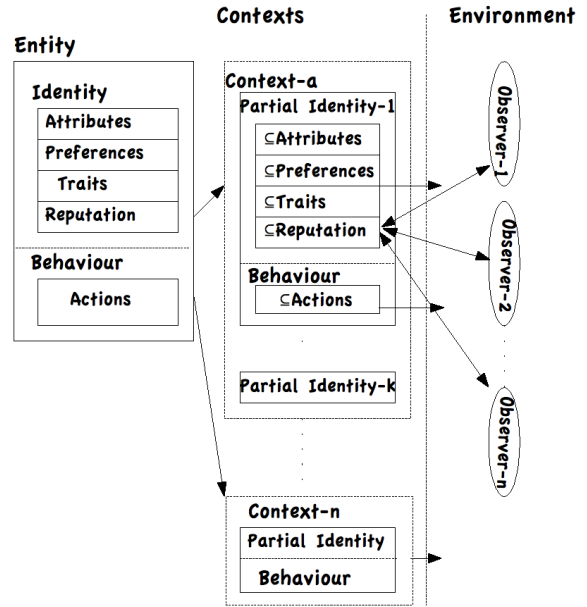 Contexts
Environment
Entity
Identity
Attributes
Preferences
Traits
Reputation
Behaviour
Actions
Context-a
Partial Identity-1
⊆Attributes
⊆Preferences
⊆Traits
⊆Reputation
Behaviour
⊆Actions
Partial Identity-k
Context-n
Partial Identity
Behaviour
Observer-1
Observer-2
Observer-n